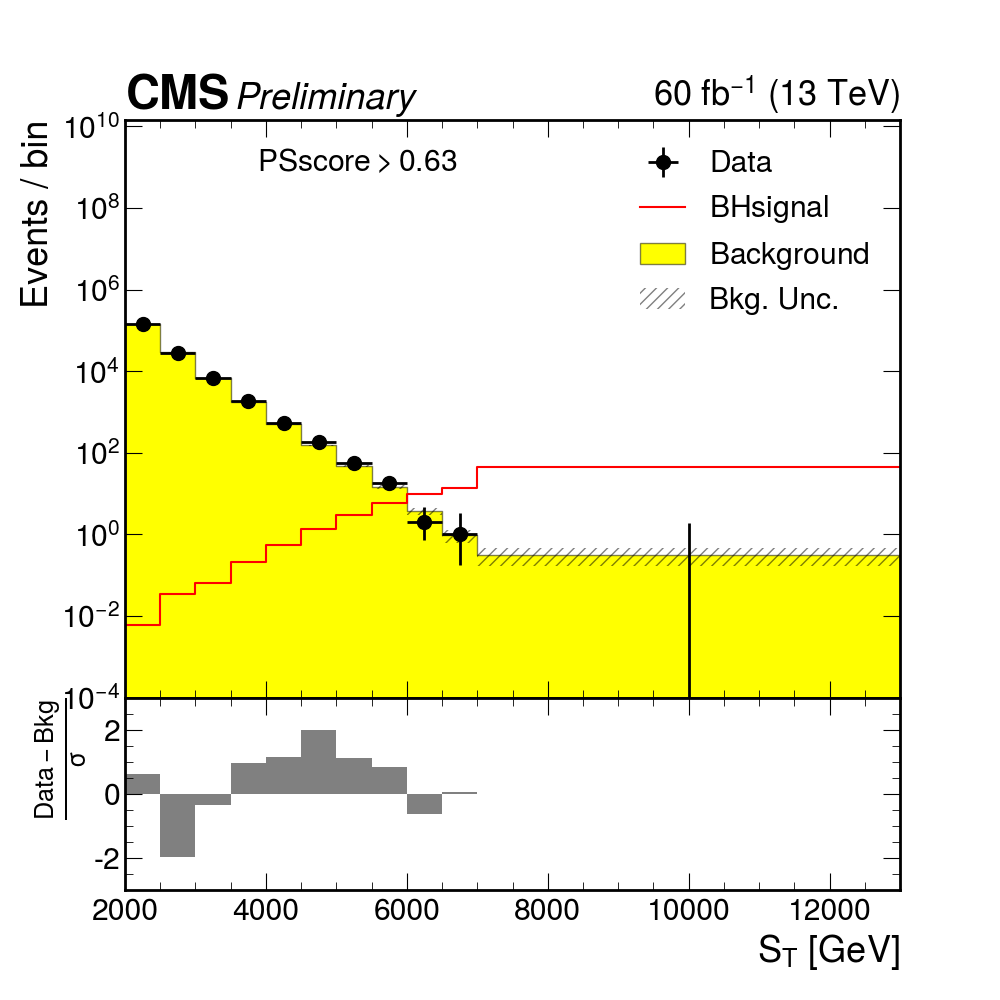 CMS Preliminary 60 fb⁻¹ (13 TeV)
Events / bin
PSscore > 0.63
Data
BHsignal
Background
Bkg. Unc.
10¹⁰
10⁸
10⁶
10⁴
10²
10⁰
10⁻²
10⁻⁴
Data − Bkg
σ
2
0
-2
2000 4000 6000 8000 10000 12000
S_T [GeV]